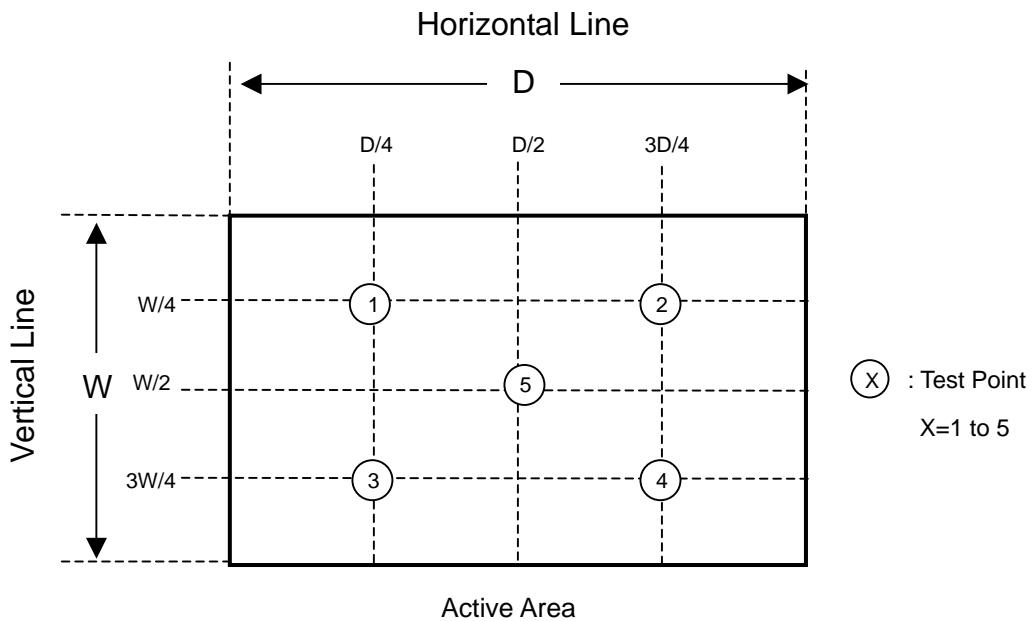 Horizontal Line
D
D/4 D/2 3D/4
W/4 1 2
Vertical Line
W
W/2 5
X : Test Point
X=1 to 5
3W/4 3 4
Active Area